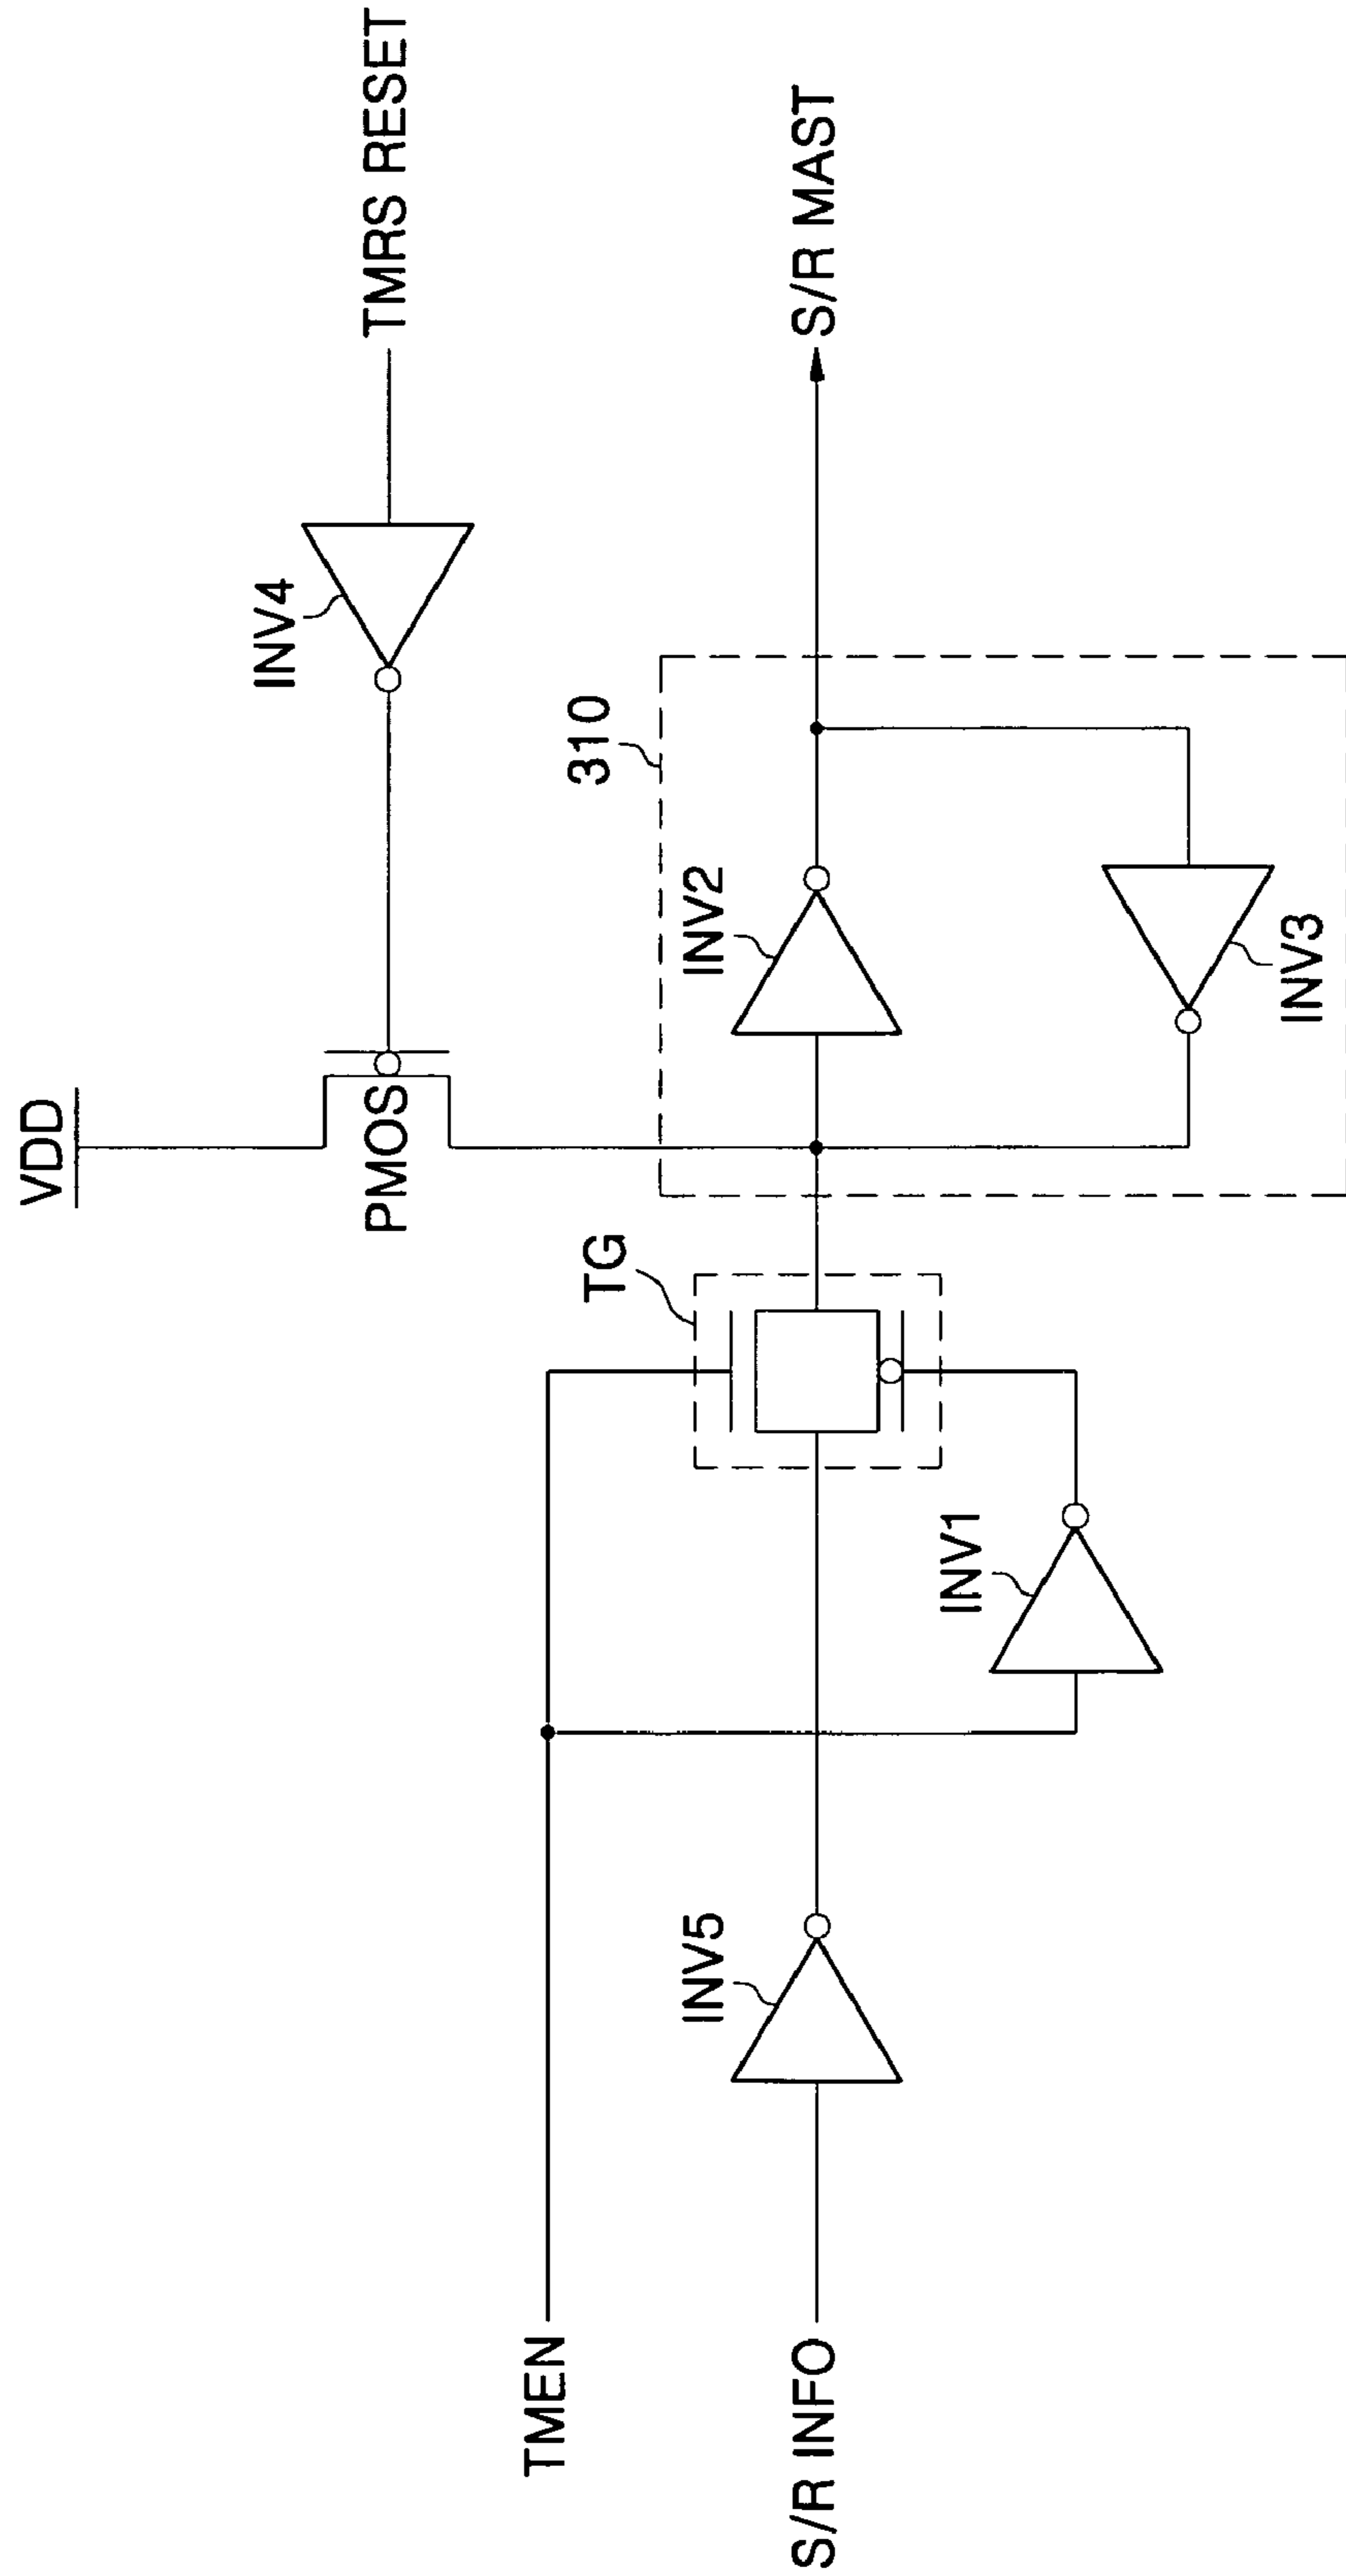 VDD
PMOS
INV4
TMRS RESET
TMEN
TG
310
INV2
S/R INFO
INV5
S/R MAST
INV1
INV3